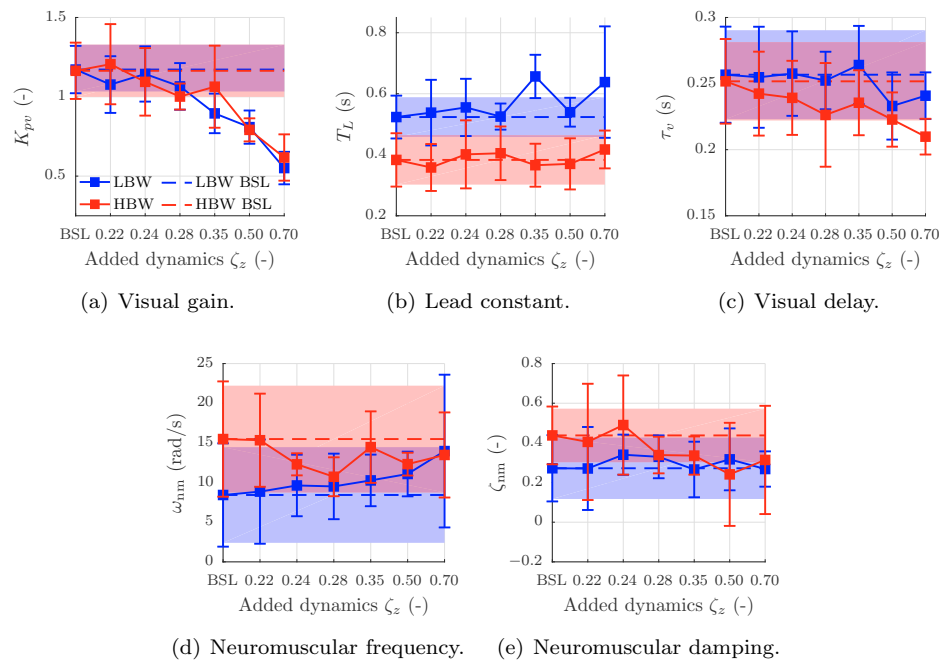 1.5
1
0.5
K_pv (-)
LBW
LBW BSL
HBW
HBW BSL
BSL 0.22 0.24 0.28 0.35 0.50 0.70
Added dynamics ζ_z (-)
(a) Visual gain.
0.8
0.6
0.4
0.2
T_L (s)
BSL 0.22 0.24 0.28 0.35 0.50 0.70
Added dynamics ζ_z (-)
(b) Lead constant.
0.3
0.25
0.2
0.15
τ_v (s)
BSL 0.22 0.24 0.28 0.35 0.50 0.70
Added dynamics ζ_z (-)
(c) Visual delay.
25
20
15
10
5
0
ω_nm (rad/s)
BSL 0.22 0.24 0.28 0.35 0.50 0.70
Added dynamics ζ_z (-)
(d) Neuromuscular frequency.
0.8
0.6
0.4
0.2
0
−0.2
ζ_nm (-)
BSL 0.22 0.24 0.28 0.35 0.50 0.70
Added dynamics ζ_z (-)
(e) Neuromuscular damping.